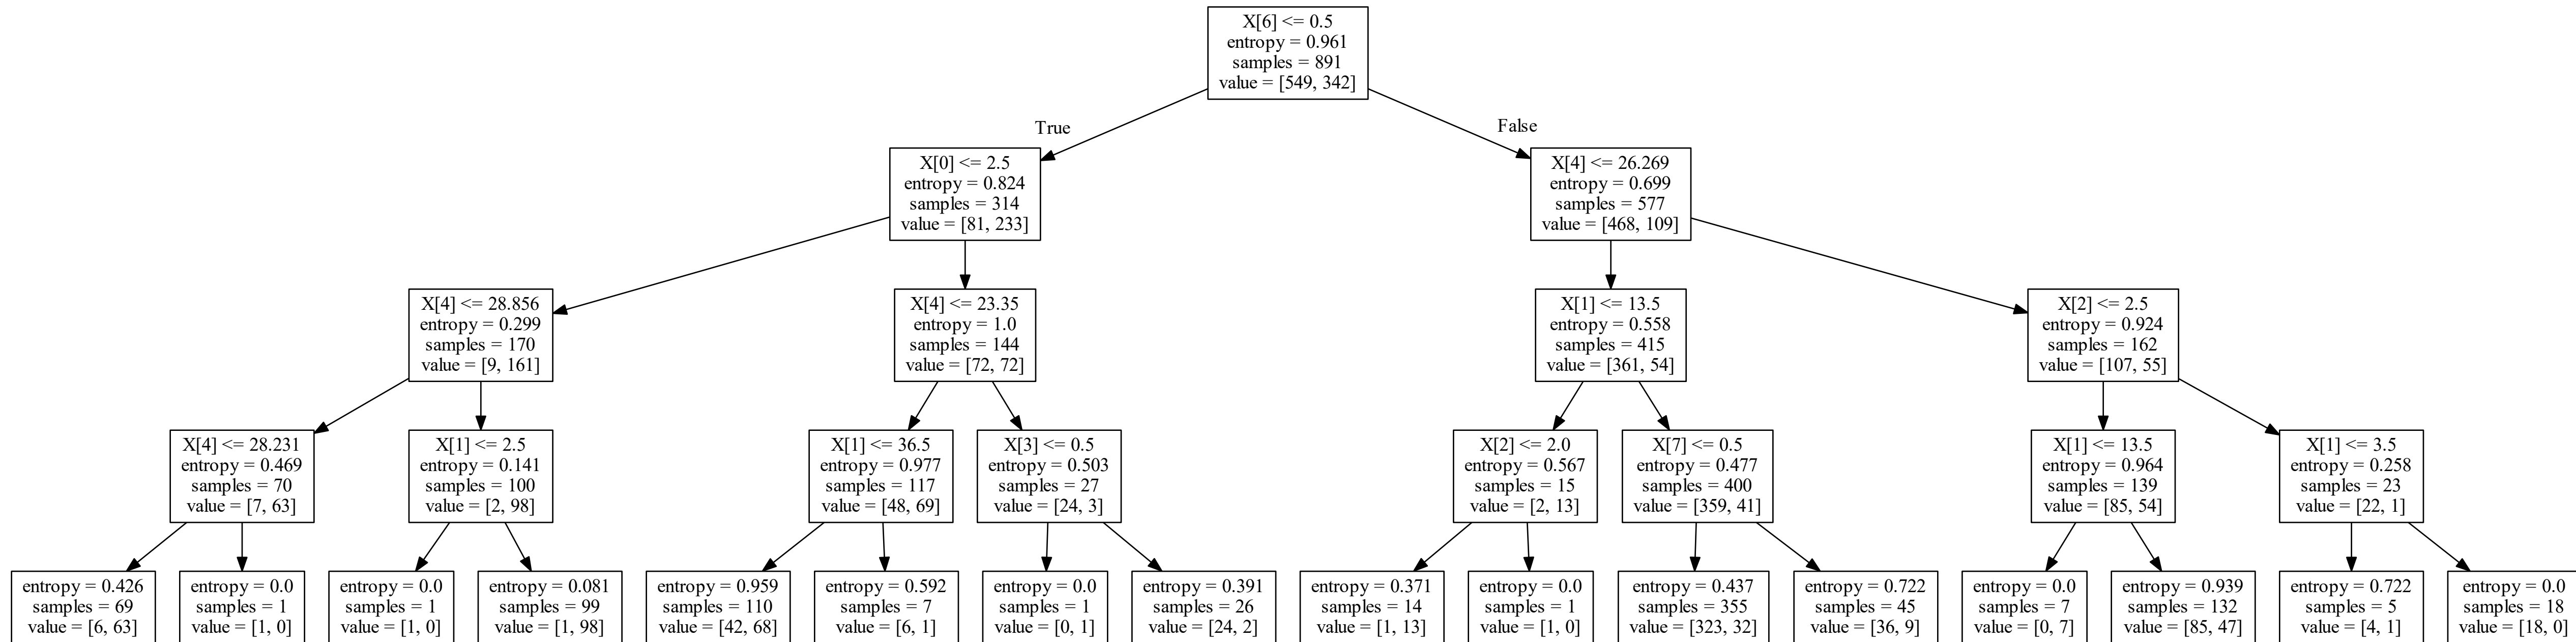 X[6] <= 0.5
entropy = 0.961
samples = 891
value = [549, 342]
True
False
X[0] <= 2.5
entropy = 0.824
samples = 314
value = [81, 233]
X[4] <= 26.269
entropy = 0.699
samples = 577
value = [468, 109]
X[4] <= 28.856
entropy = 0.299
samples = 170
value = [9, 161]
X[4] <= 23.35
entropy = 1.0
samples = 144
value = [72, 72]
X[1] <= 13.5
entropy = 0.558
samples = 415
value = [361, 54]
X[2] <= 2.5
entropy = 0.924
samples = 162
value = [107, 55]
X[4] <= 28.231
entropy = 0.469
samples = 70
value = [7, 63]
X[1] <= 2.5
entropy = 0.141
samples = 100
value = [2, 98]
X[1] <= 36.5
entropy = 0.977
samples = 117
value = [48, 69]
X[3] <= 0.5
entropy = 0.503
samples = 27
value = [24, 3]
X[2] <= 2.0
entropy = 0.567
samples = 15
value = [2, 13]
X[7] <= 0.5
entropy = 0.477
samples = 400
value = [359, 41]
X[1] <= 13.5
entropy = 0.964
samples = 139
value = [85, 54]
X[1] <= 3.5
entropy = 0.258
samples = 23
value = [22, 1]
entropy = 0.426
samples = 69
value = [6, 63]
entropy = 0.0
samples = 1
value = [1, 0]
entropy = 0.0
samples = 1
value = [1, 0]
entropy = 0.081
samples = 99
value = [1, 98]
entropy = 0.959
samples = 110
value = [42, 68]
entropy = 0.592
samples = 7
value = [6, 1]
entropy = 0.0
samples = 1
value = [0, 1]
entropy = 0.391
samples = 26
value = [24, 2]
entropy = 0.371
samples = 14
value = [1, 13]
entropy = 0.0
samples = 1
value = [1, 0]
entropy = 0.437
samples = 355
value = [323, 32]
entropy = 0.722
samples = 45
value = [36, 9]
entropy = 0.0
samples = 7
value = [0, 7]
entropy = 0.939
samples = 132
value = [85, 47]
entropy = 0.722
samples = 5
value = [4, 1]
entropy = 0.0
samples = 18
value = [18, 0]